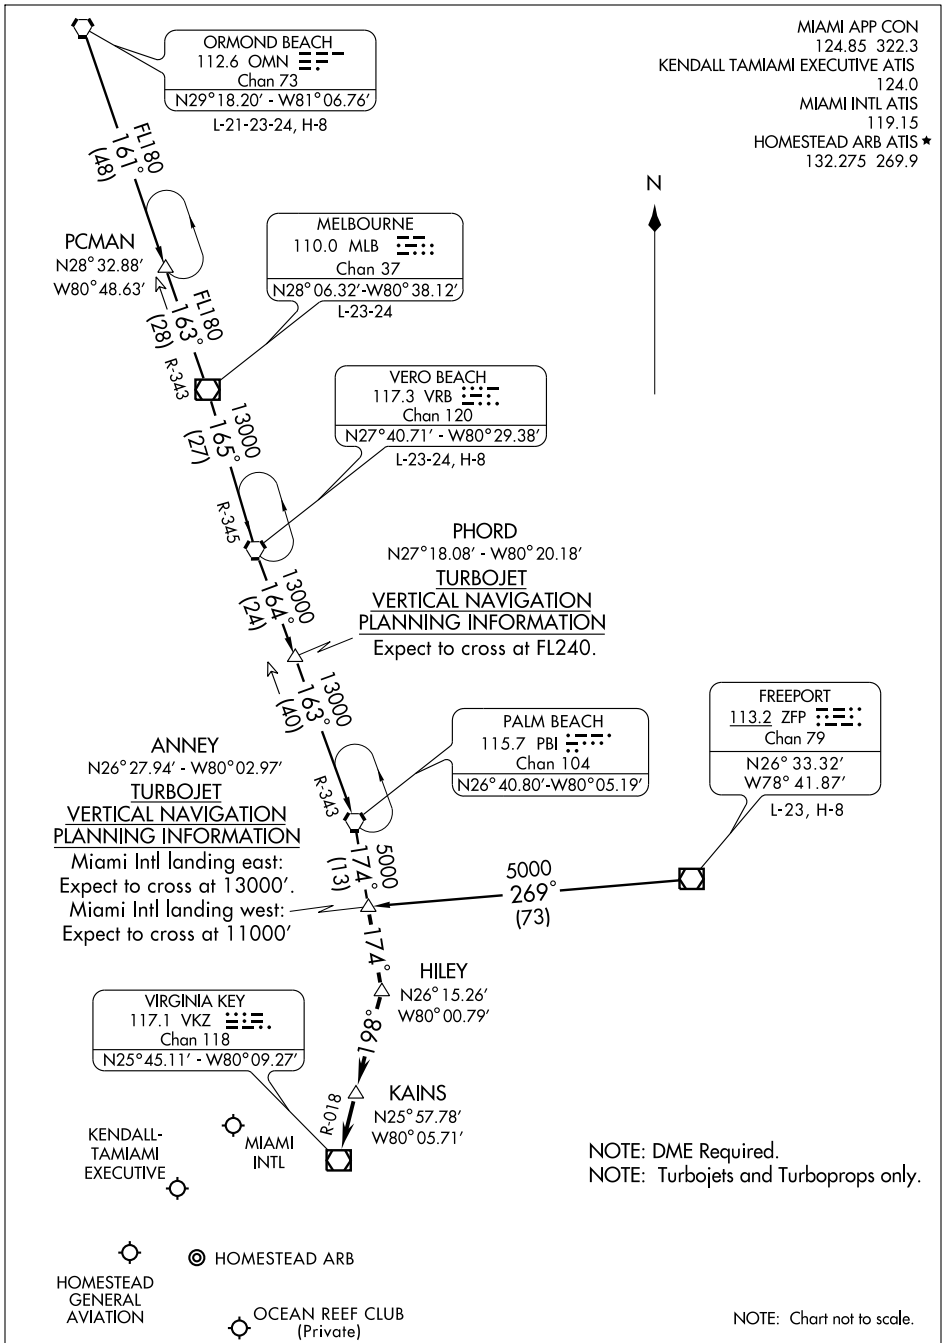 MIAMI APP CON
124.85 322.3
KENDALL TAMIAMI EXECUTIVE ATIS
124.0
MIAMI INTL ATIS
119.15
HOMESTEAD ARB ATIS ★
132.275 269.9
ORMOND BEACH
112.6 OMN
Chan 73
N29°18.20' - W81°06.76'
L-21-23-24, H-8
FL180
161°
(48)
N
PCMAN
N28°32.88'
W80°48.63'
MELBOURNE
110.0 MLB
Chan 37
N28°06.32'-W80°38.12'
L-23-24
FL180
163°
(28)
R-343
VERO BEACH
117.3 VRB
Chan 120
N27°40.71' - W80°29.38'
L-23-24, H-8
13000
165°
(27)
R-345
PHORD
N27°18.08' - W80°20.18'
TURBOJET
VERTICAL NAVIGATION
PLANNING INFORMATION
Expect to cross at FL240.
13000
164°
(24)
13000
163°
(40)
R-343
PALM BEACH
115.7 PBI
Chan 104
N26°40.80'-W80°05.19'
FREEPORT
113.2 ZFP
Chan 79
N26°33.32'
W78°41.87'
L-23, H-8
ANNEY
N26°27.94' - W80°02.97'
TURBOJET
VERTICAL NAVIGATION
PLANNING INFORMATION
Miami Intl landing east:
Expect to cross at 13000'.
Miami Intl landing west:
Expect to cross at 11000'
5000
174°
(13)
5000
269°
(73)
174°
HILEY
N26°15.26'
W80°00.79'
198°
VIRGINIA KEY
117.1 VKZ
Chan 118
N25°45.11' - W80°09.27'
KAINS
N25°57.78'
W80°05.71'
R-018
KENDALL-
TAMIAMI
EXECUTIVE
MIAMI
INTL
NOTE: DME Required.
NOTE: Turbojets and Turboprops only.
HOMESTEAD
GENERAL
AVIATION
HOMESTEAD ARB
OCEAN REEF CLUB
(Private)
NOTE: Chart not to scale.